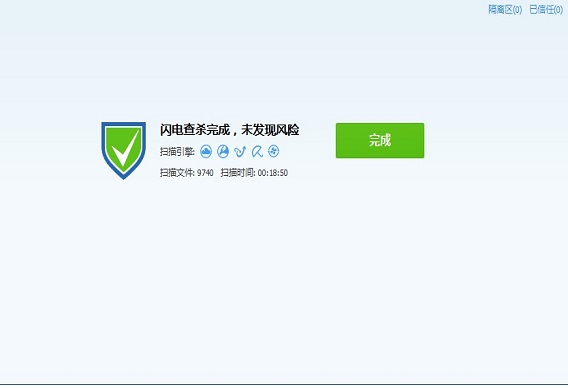 隔离区(0) 已信任(0)
闪电查杀完成，未发现风险
完成
扫描引擎:
扫描文件: 9740 扫描时间: 00:18:50